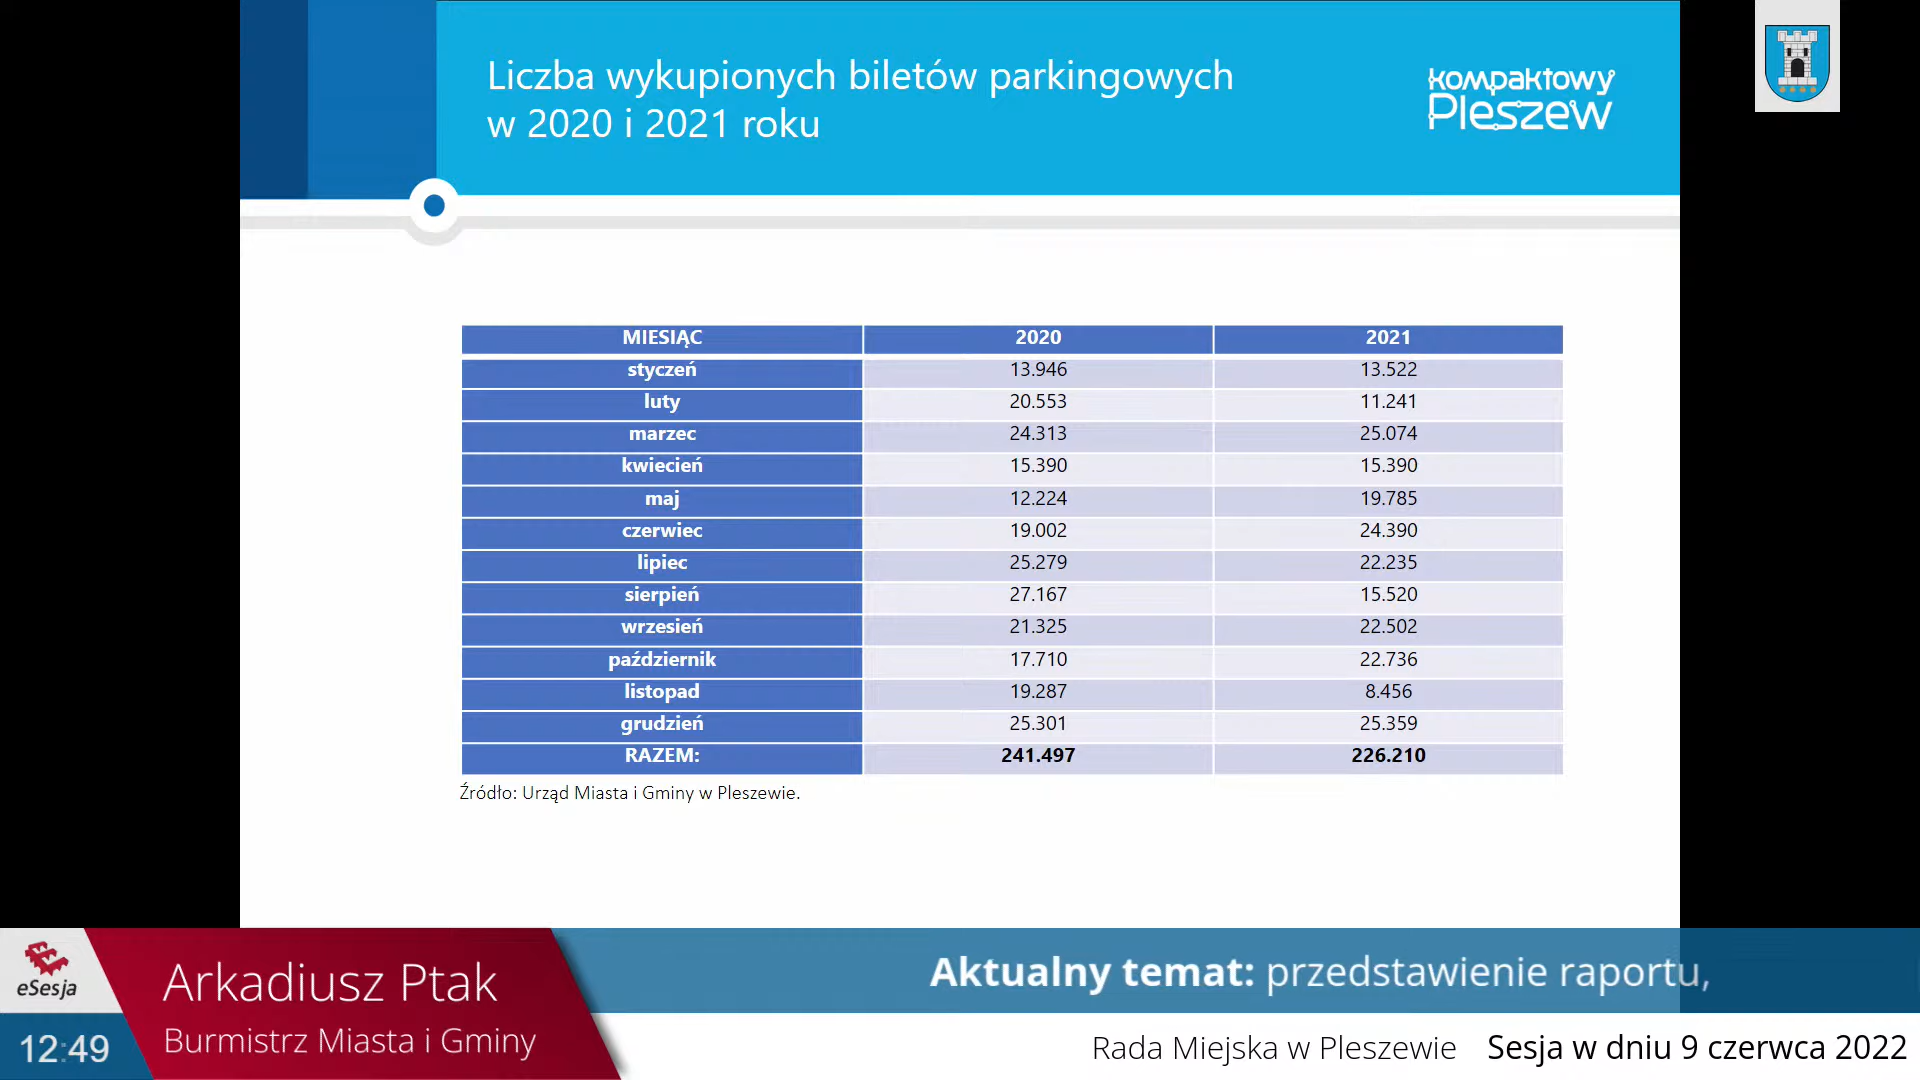 Liczba wykupionych biletów parkingowych
w 2020 i 2021 roku
kompaktowy
Pleszew
MIESIĄC 2020 2021
styczeń 13.946 13.522
luty 20.553 11.241
marzec 24.313 25.074
kwiecień 15.390 15.390
maj 12.224 19.785
czerwiec 19.002 24.390
lipiec 25.279 22.235
sierpień 27.167 15.520
wrzesień 21.325 22.502
październik 17.710 22.736
listopad 19.287 8.456
grudzień 25.301 25.359
RAZEM: 241.497 226.210
Źródło: Urząd Miasta i Gminy w Pleszewie.
eSesja
Arkadiusz Ptak
Burmistrz Miasta i Gminy
12:49
Aktualny temat: przedstawienie raportu,
Rada Miejska w Pleszewie Sesja w dniu 9 czerwca 2022